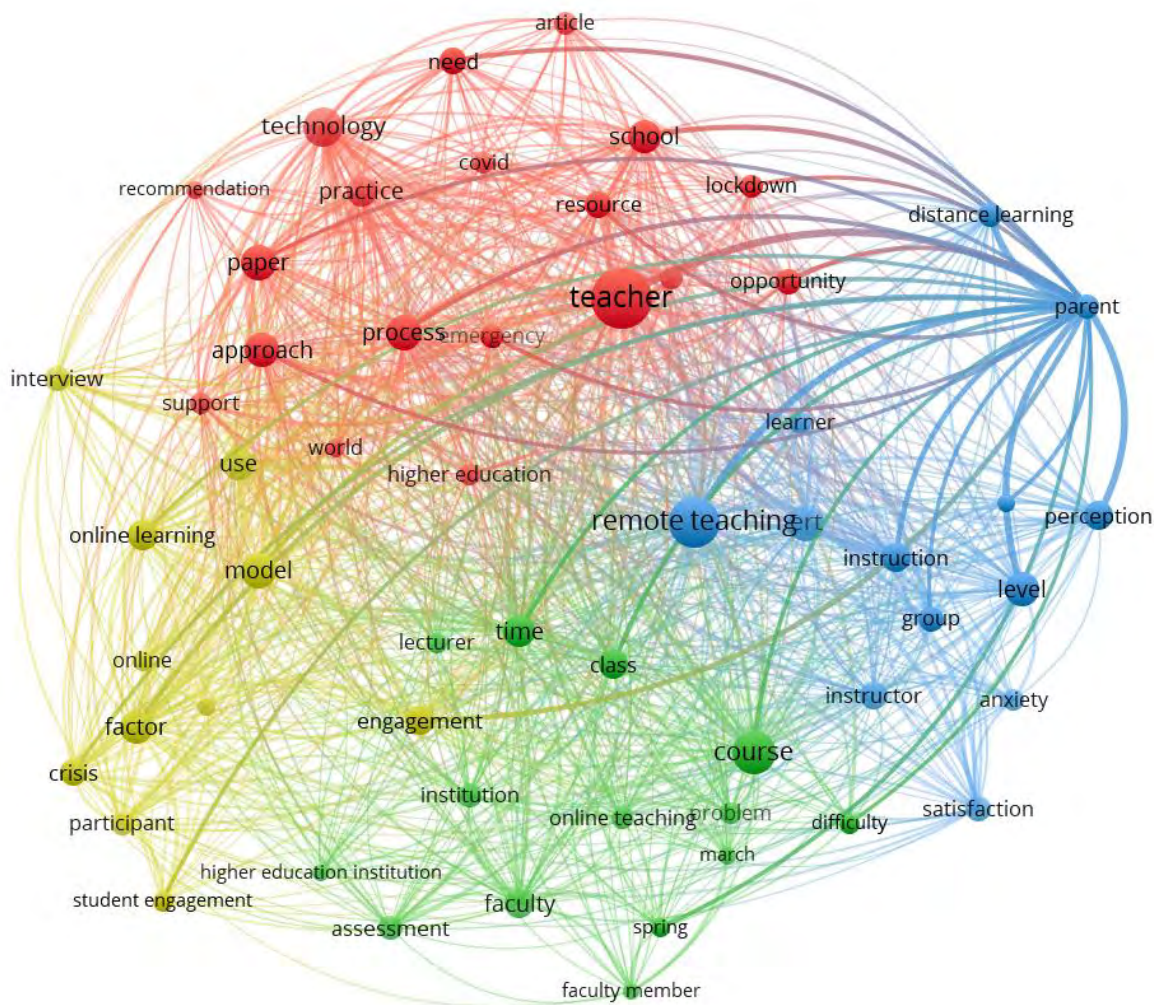 article
need
technology
school
covid
recommendation
practice
lockdown
resource
distance learning
paper
opportunity
teacher
parent
process
emergency
approach
interview
support
learner
world
use
higher education
remote teaching
ert
perception
online learning
instruction
model
level
group
time
lecturer
class
online
instructor
anxiety
factor
engagement
course
crisis
institution
satisfaction
participant
online teaching
problem
difficulty
march
higher education institution
student engagement
faculty
assessment
spring
faculty member